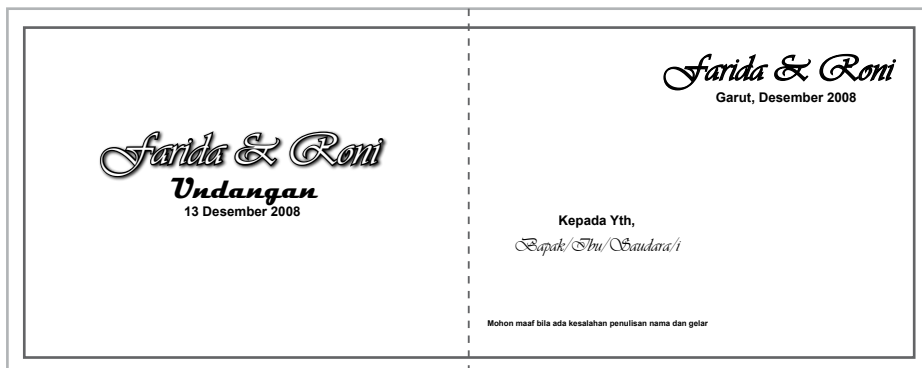 Farida & Roni
Undangan
13 Desember 2008
Farida & Roni
Garut, Desember 2008
Kepada Yth,
Bapak/Ibu/Saudara/i
Mohon maaf bila ada kesalahan penulisan nama dan gelar